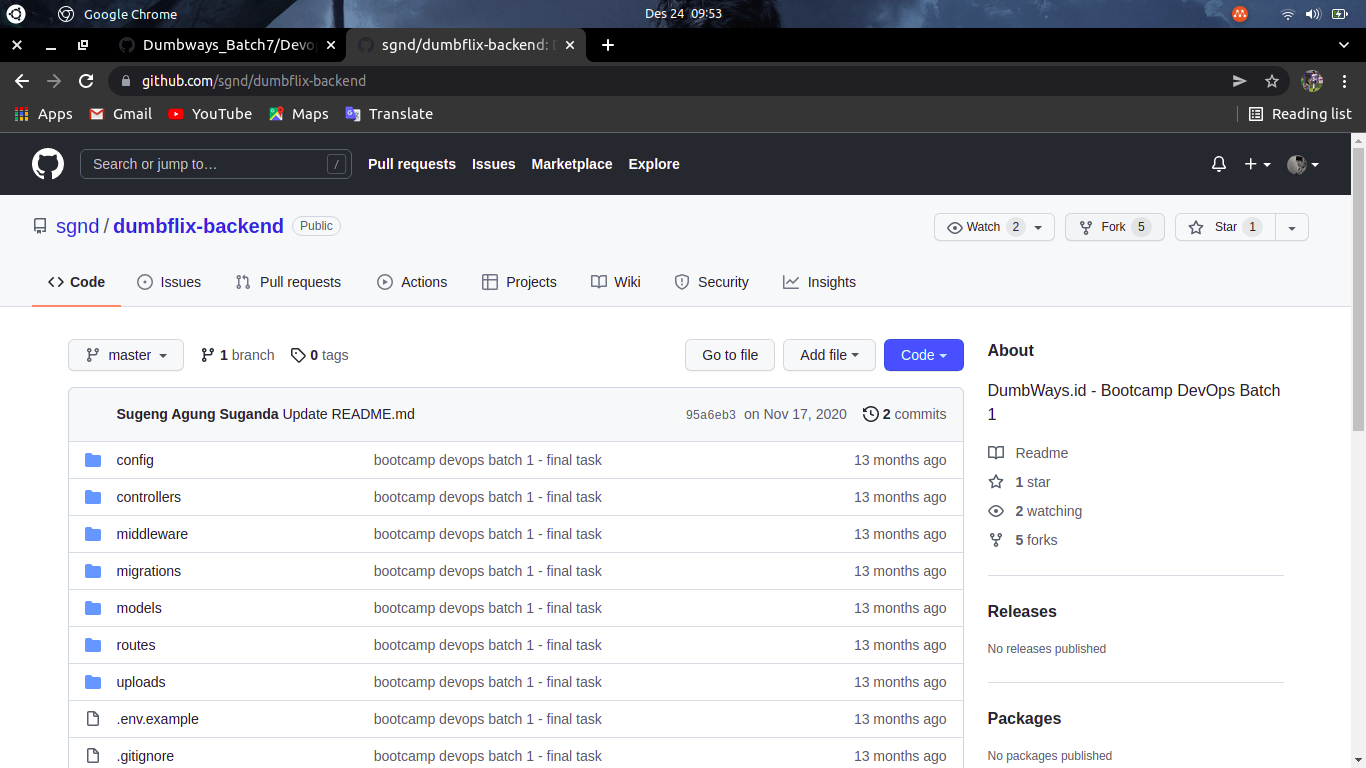 Google Chrome
Des 24 09:53
Dumbways_Batch7/Devo
sgnd/dumbflix-backend:
github.com/sgnd/dumbflix-backend
Apps Gmail YouTube Maps Translate Reading list
Search or jump to… / Pull requests Issues Marketplace Explore
sgnd / dumbflix-backend Public Watch 2 Fork 5 Star 1
Code Issues Pull requests Actions Projects Wiki Security Insights
master 1 branch 0 tags Go to file Add file Code
Sugeng Agung Suganda Update README.md 95a6eb3 on Nov 17, 2020 2 commits
config bootcamp devops batch 1 - final task 13 months ago
controllers bootcamp devops batch 1 - final task 13 months ago
middleware bootcamp devops batch 1 - final task 13 months ago
migrations bootcamp devops batch 1 - final task 13 months ago
models bootcamp devops batch 1 - final task 13 months ago
routes bootcamp devops batch 1 - final task 13 months ago
uploads bootcamp devops batch 1 - final task 13 months ago
.env.example bootcamp devops batch 1 - final task 13 months ago
.gitignore bootcamp devops batch 1 - final task 13 months ago
About
DumbWays.id - Bootcamp DevOps Batch
1
Readme
1 star
2 watching
5 forks
Releases
No releases published
Packages
No packages published